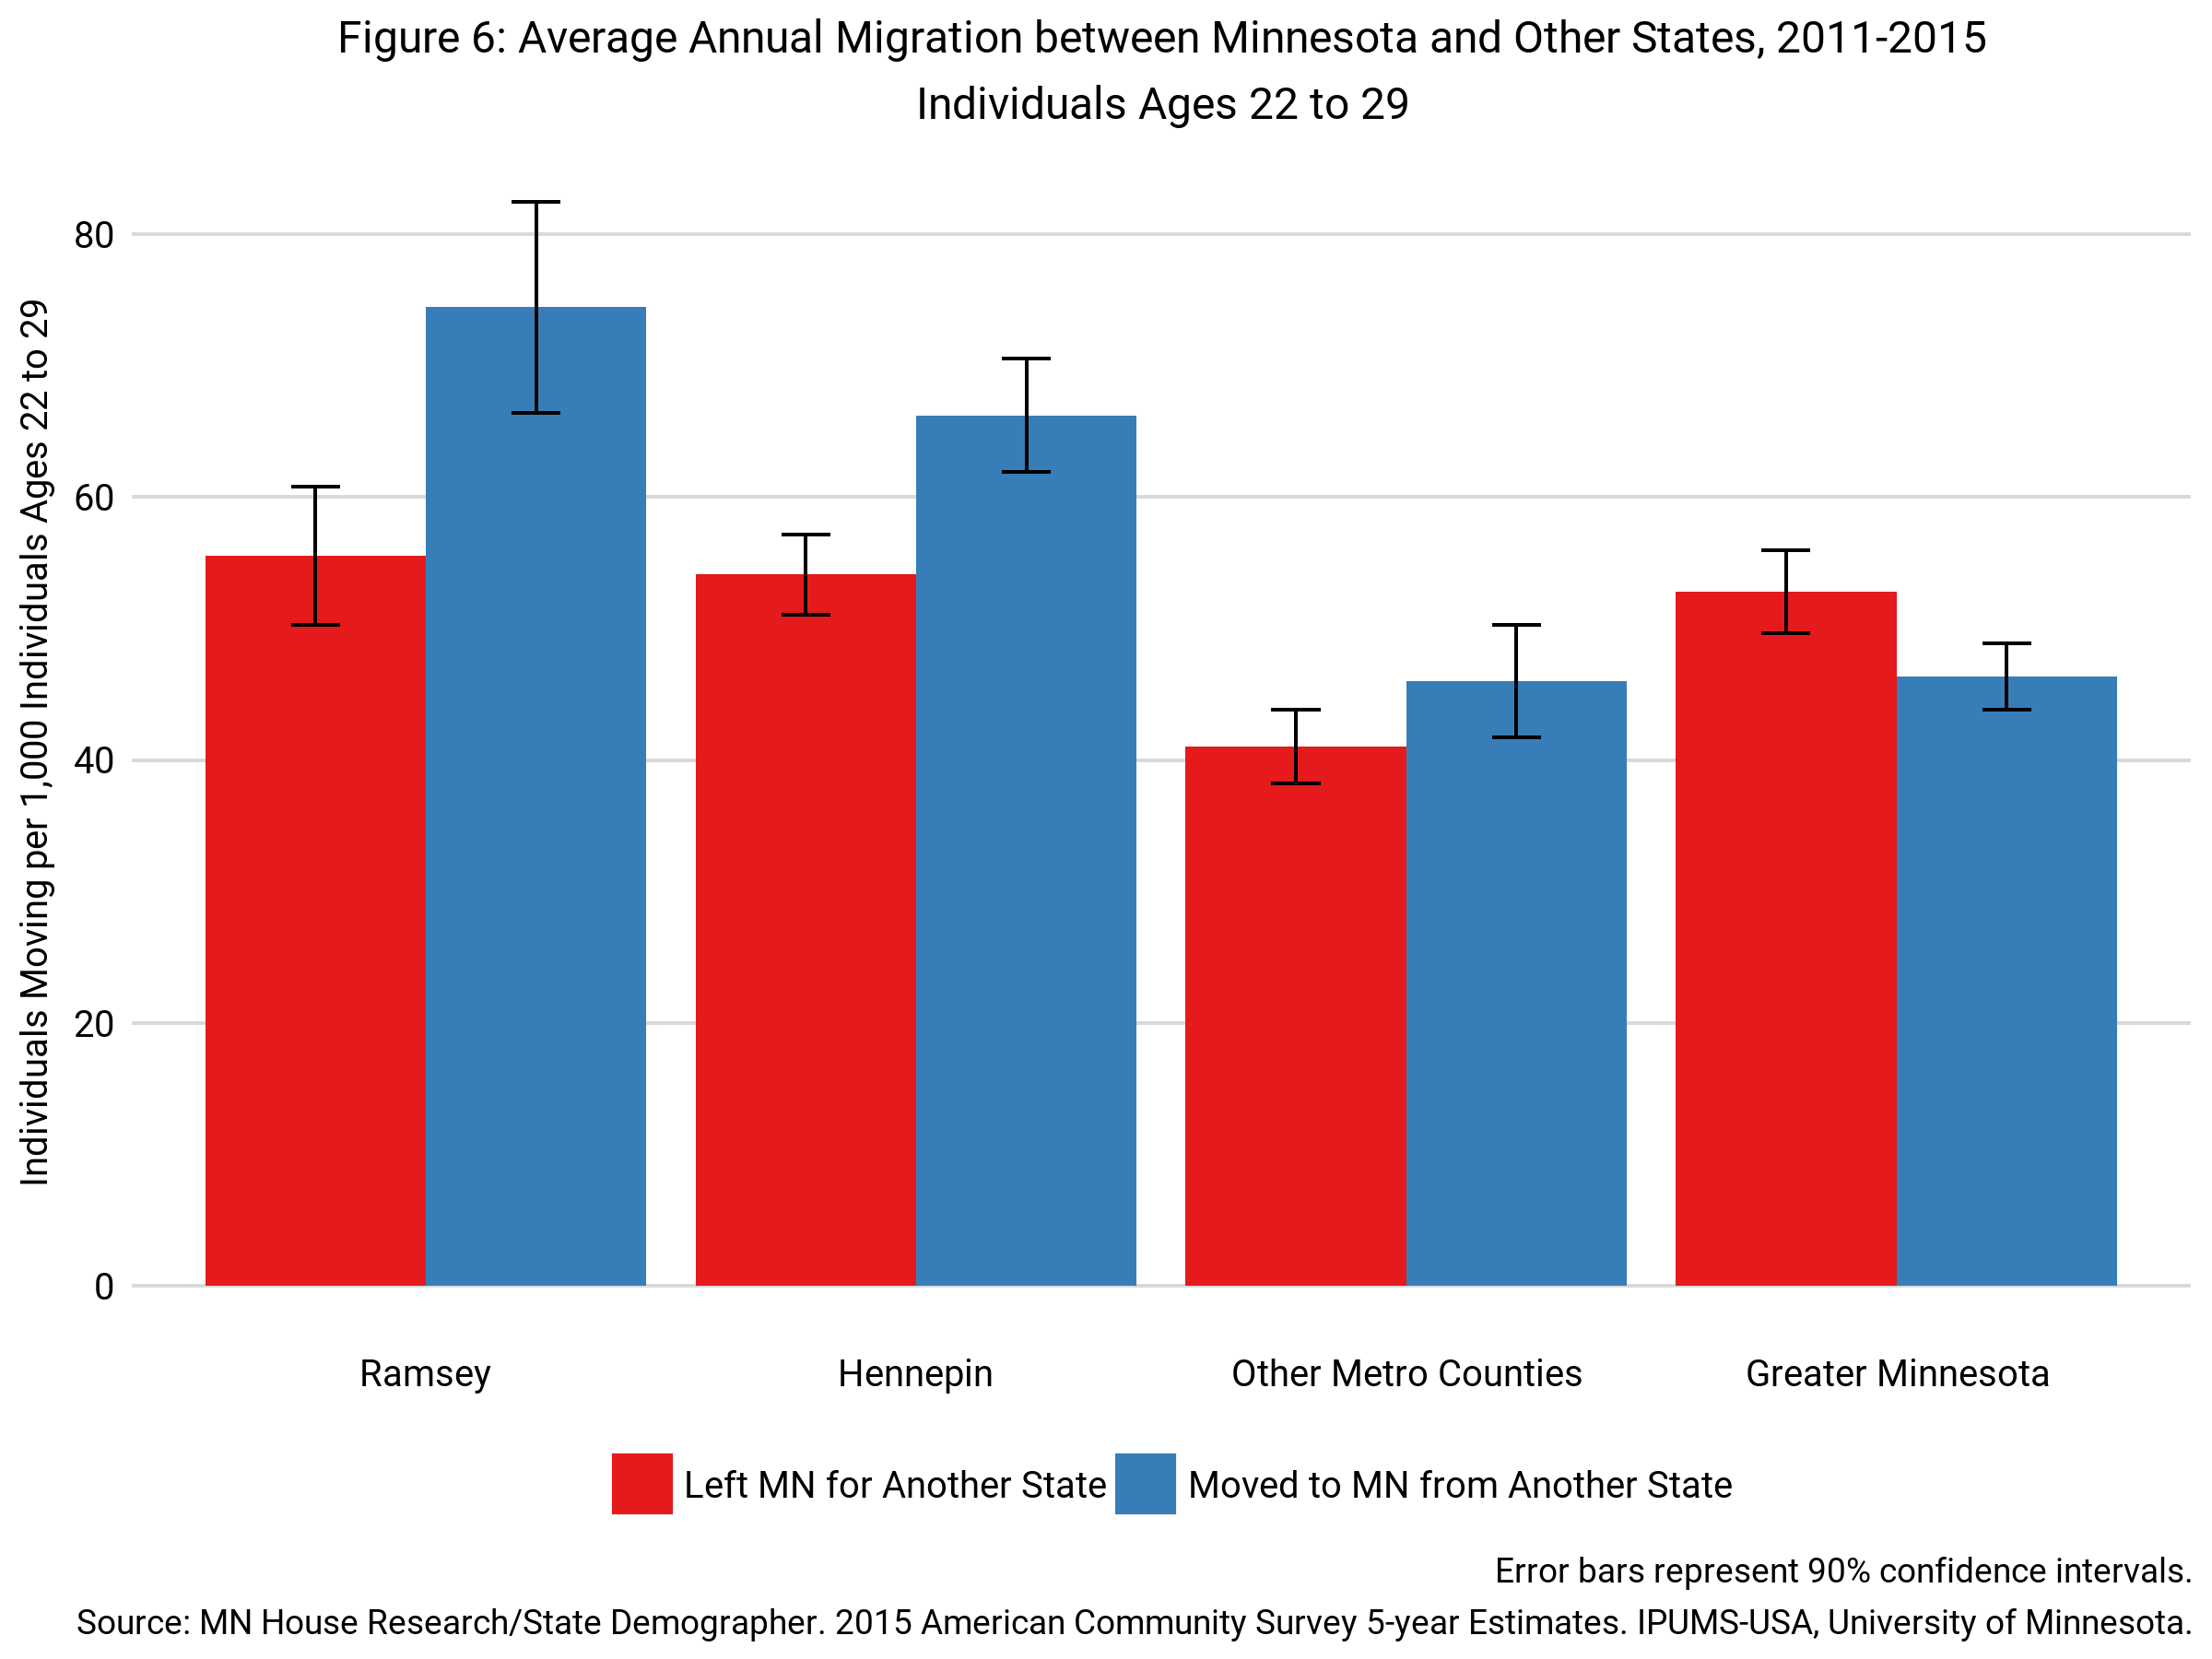 Figure 6: Average Annual Migration between Minnesota and Other States, 2011-2015
Individuals Ages 22 to 29
Individuals Moving per 1,000 Individuals Ages 22 to 29
80
60
40
20
0
Ramsey
Hennepin
Other Metro Counties
Greater Minnesota
Left MN for Another State
Moved to MN from Another State
Error bars represent 90% confidence intervals.
Source: MN House Research/State Demographer. 2015 American Community Survey 5-year Estimates. IPUMS-USA, University of Minnesota.